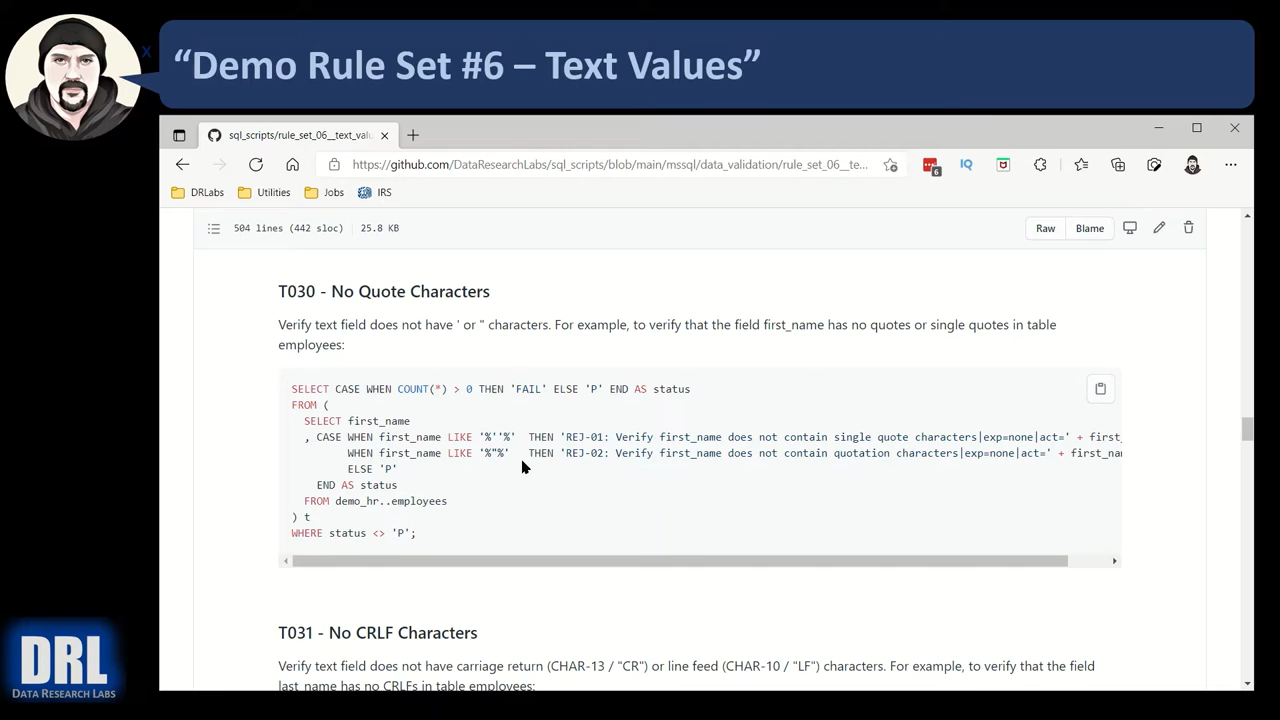 “Demo Rule Set #6 – Text Values”
X
sql_scripts/rule_set_06__text_valu
https://github.com/DataResearchLabs/sql_scripts/blob/main/mssql/data_validation/rule_set_06__te...
6
DRLabs Utilities Jobs IRS
504 lines (442 sloc) 25.8 KB
Raw Blame
T030 - No Quote Characters
Verify text field does not have ' or " characters. For example, to verify that the field first_name has no quotes or single quotes in table
employees:
SELECT CASE WHEN COUNT(*) > 0 THEN 'FAIL' ELSE 'P' END AS status
FROM (
SELECT first_name
, CASE WHEN first_name LIKE '%''%' THEN 'REJ-01: Verify first_name does not contain single quote characters|exp=none|act=' + first_
WHEN first_name LIKE '%"%' THEN 'REJ-02: Verify first_name does not contain quotation characters|exp=none|act=' + first_nam
ELSE 'P'
END AS status
FROM demo_hr..employees
) t
WHERE status <> 'P';
T031 - No CRLF Characters
Verify text field does not have carriage return (CHAR-13 / "CR") or line feed (CHAR-10 / "LF") characters. For example, to verify that the field
last_name has no CRLFs in table employees:
DRL
DATA RESEARCH LABS